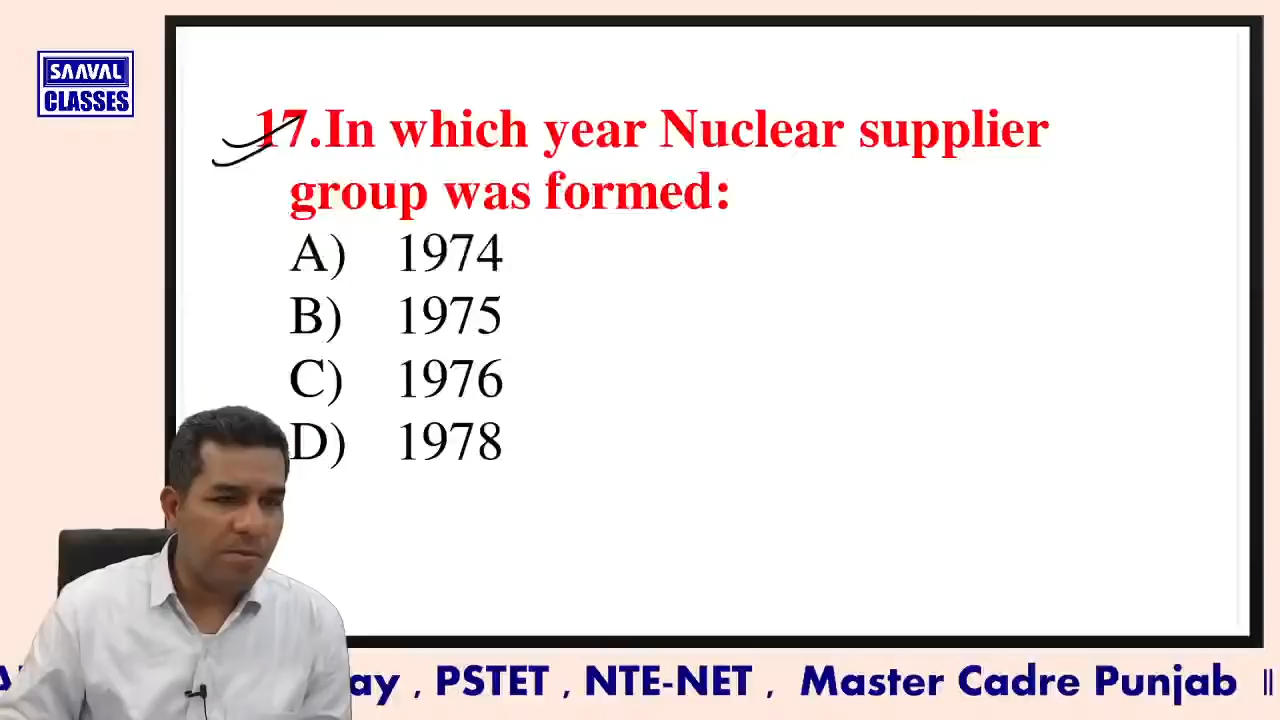 SAAVAL
CLASSES
17.In which year Nuclear supplier
group was formed:
A) 1974
B) 1975
C) 1976
D) 1978
PSTET , NTE-NET , Master Cadre Punjab ||